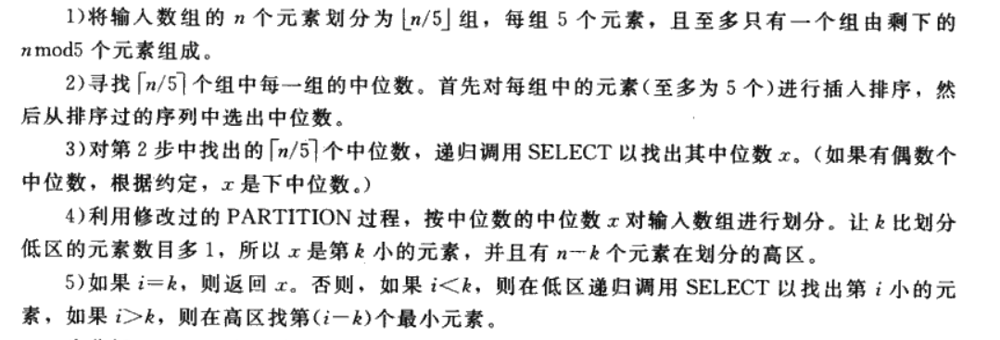 1)将输入数组的 n 个元素划分为⌊n/5⌋组，每组 5 个元素，且至多只有一个组由剩下的
n mod5 个元素组成。
2)寻找⌈n/5⌉个组中每一组的中位数。首先对每组中的元素(至多为 5 个)进行插入排序，然
后从排序过的序列中选出中位数。
3)对第 2 步中找出的⌈n/5⌉个中位数，递归调用 SELECT 以找出其中位数 x。(如果有偶数个
中位数，根据约定，x 是下中位数。)
4)利用修改过的 PARTITION 过程，按中位数的中位数 x 对输入数组进行划分。让 k 比划分
低区的元素数目多 1，所以 x 是第 k 小的元素，并且有 n－k 个元素在划分的高区。
5)如果 i=k，则返回 x。否则，如果 i<k，则在低区递归调用 SELECT 以找出第 i 小的元
素，如果 i>k，则在高区找第(i－k)个最小元素。